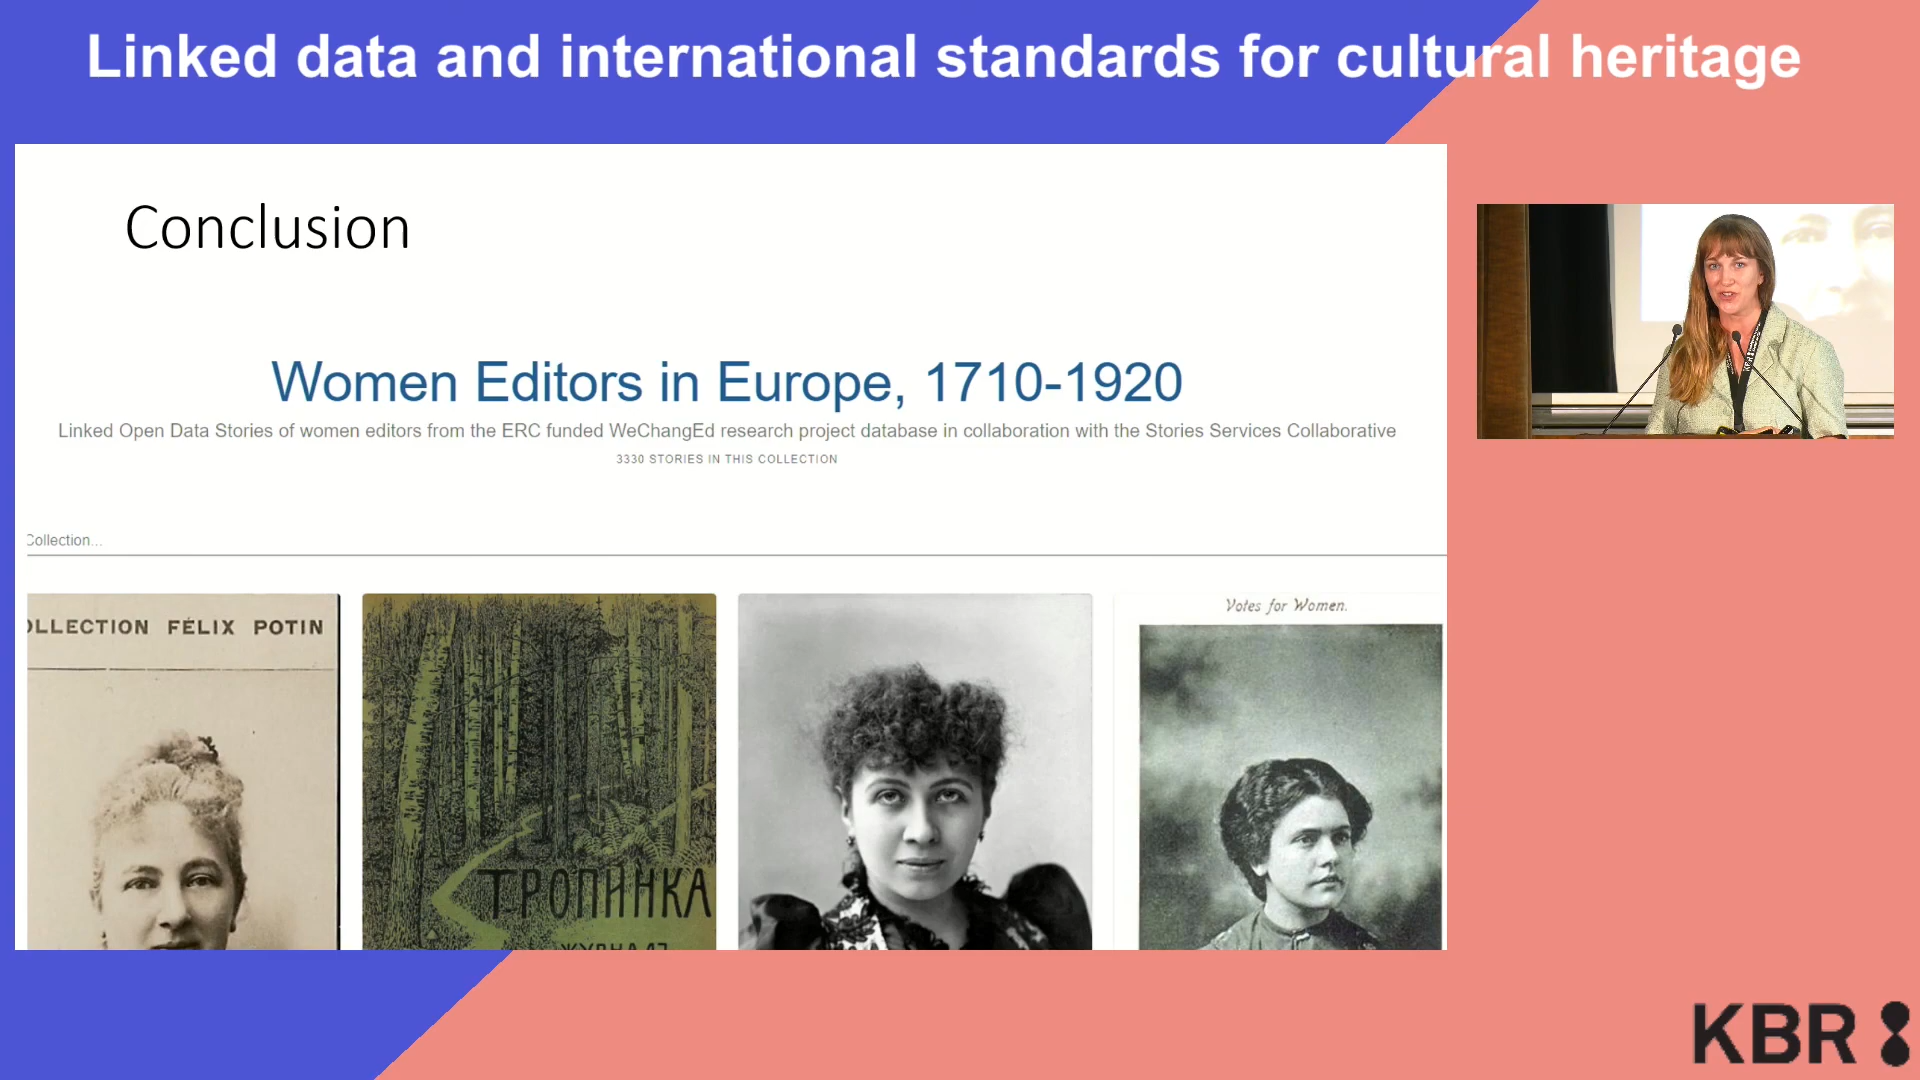 Linked data and international standards for cultural heritage
Conclusion
Women Editors in Europe, 1710-1920
Linked Open Data Stories of women editors from the ERC funded WeChangEd research project database in collaboration with the Stories Services Collaborative
3330 STORIES IN THIS COLLECTION
Collection...
OLLECTION FÉLIX POTIN
ТРОПИНКА
Votes for Women.
KBR